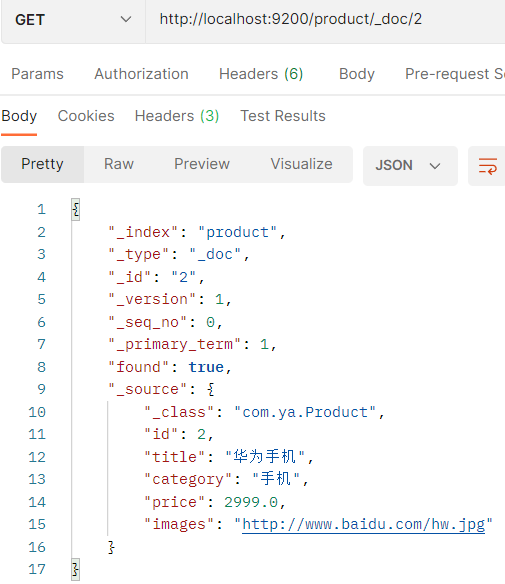 GET http://localhost:9200/product/_doc/2
Params Authorization Headers (6) Body Pre-request
Body Cookies Headers (3) Test Results
Pretty Raw Preview Visualize JSON
1 {
2 "_index": "product",
3 "_type": "_doc",
4 "_id": "2",
5 "_version": 1,
6 "_seq_no": 0,
7 "_primary_term": 1,
8 "found": true,
9 "_source": {
10 "_class": "com.ya.Product",
11 "id": 2,
12 "title": "华为手机",
13 "category": "手机",
14 "price": 2999.0,
15 "images": "http://www.baidu.com/hw.jpg"
16 }
17 }